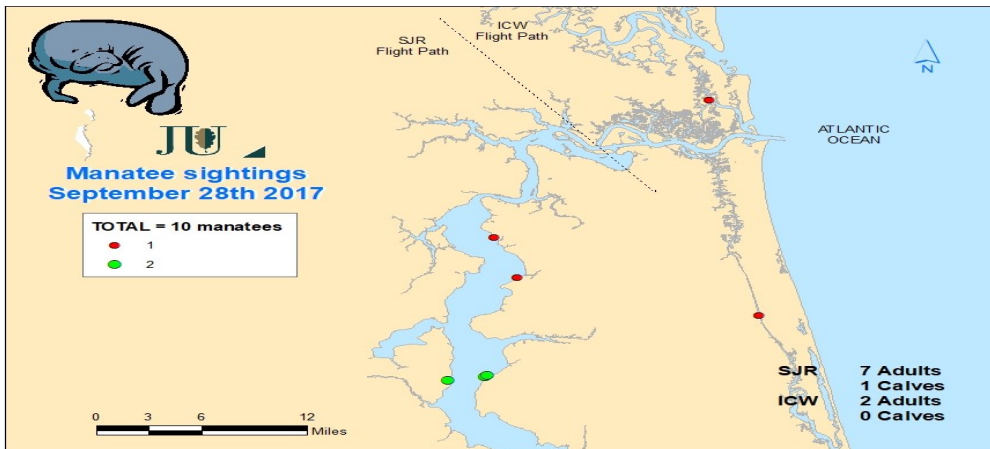 SJR
Flight Path
ICW
Flight Path
N
ATLANTIC
OCEAN
JU
Manatee sightings
September 28th 2017
TOTAL = 10 manatees
1
2
SJR 7 Adults
1 Calves
ICW 2 Adults
0 Calves
0 3 6 12
Miles